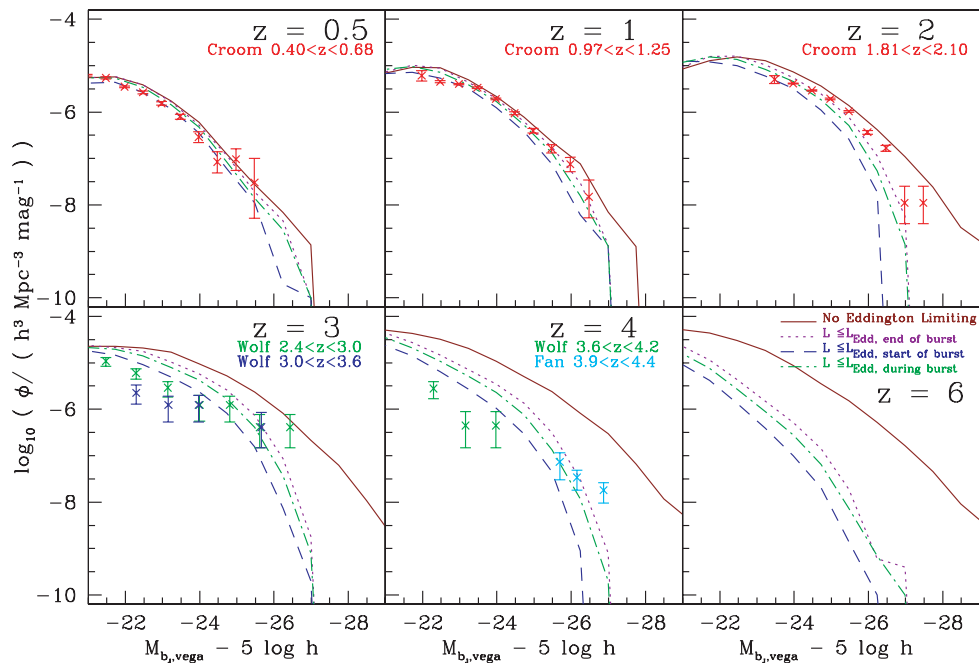 z = 0.5
Croom 0.40<z<0.68
z = 1
Croom 0.97<z<1.25
z = 2
Croom 1.81<z<2.10
−4
−6
−8
−10
z = 3
Wolf 2.4<z<3.0
Wolf 3.0<z<3.6
z = 4
Wolf 3.6<z<4.2
Fan 3.9<z<4.4
No Eddington Limiting
L ≤L_Edd, end of burst
L ≤L_Edd, start of burst
L ≤L_Edd, during burst
z = 6
−4
−6
−8
−10
log₁₀ ( φ/ ( h³ Mpc⁻³ mag⁻¹ ) )
−22 −24 −26 −28
−22 −24 −26 −28
−22 −24 −26 −28
M_bJ,vega − 5 log h
M_bJ,vega − 5 log h
M_bJ,vega − 5 log h